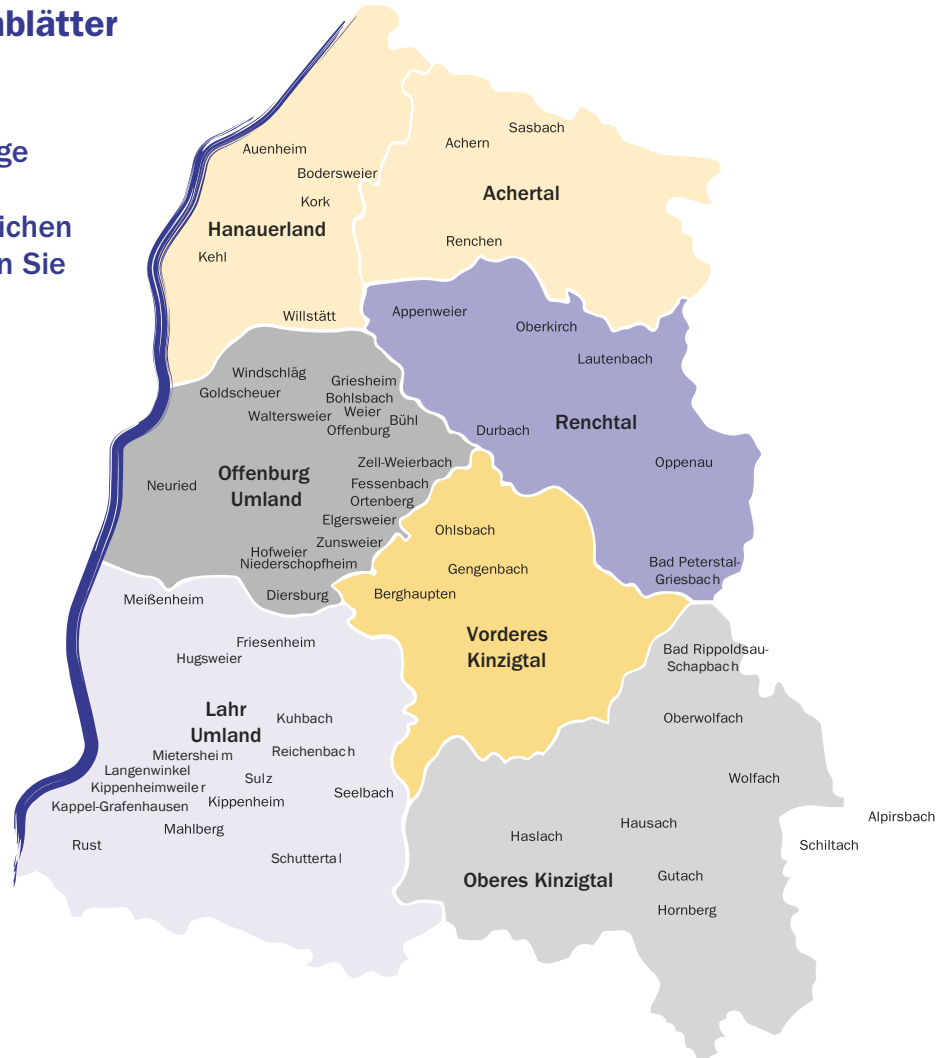 blätter
ge
ichen
n Sie
Sasbach
Achern
Auenheim
Bodersweier
Achertal
Kork
Hanauerland
Renchen
Kehl
Appenweier
Willstätt
Oberkirch
Lautenbach
Windschläg
Griesheim
Goldscheuer
Bohlsbach
Weier
Waltersweier
Bühl
Offenburg
Durbach
Renchtal
Zell-Weierbach
Oppenau
Offenburg
Umland
Neuried
Fessenbach
Ortenberg
Elgersweier
Ohlsbach
Zunsweier
Hofweier
Niederschopfheim
Bad Peterstal-
Griesbach
Gengenbach
Diersburg
Berghaupten
Meißenheim
Vorderes
Kinzigtal
Friesenheim
Hugsweier
Bad Rippoldsau-
Schapbach
Lahr
Umland
Kuhbach
Oberwolfach
Reichenbach
Mietersheim
Langenwinkel
Sulz
Wolfach
Kippenheimweiler
Seelbach
Kappel-Grafenhausen
Kippenheim
Alpirsbach
Mahlberg
Hausach
Haslach
Rust
Schiltach
Schuttertal
Gutach
Oberes Kinzigtal
Hornberg